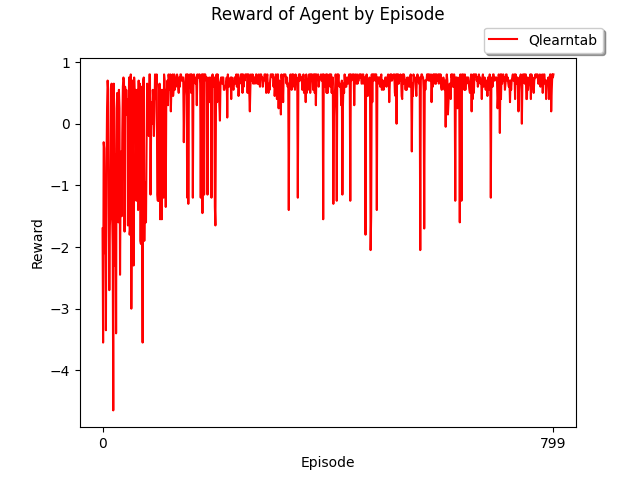 Reward of Agent by Episode
Qlearntab
1
0
−1
−2
−3
−4
Reward
0
799
Episode